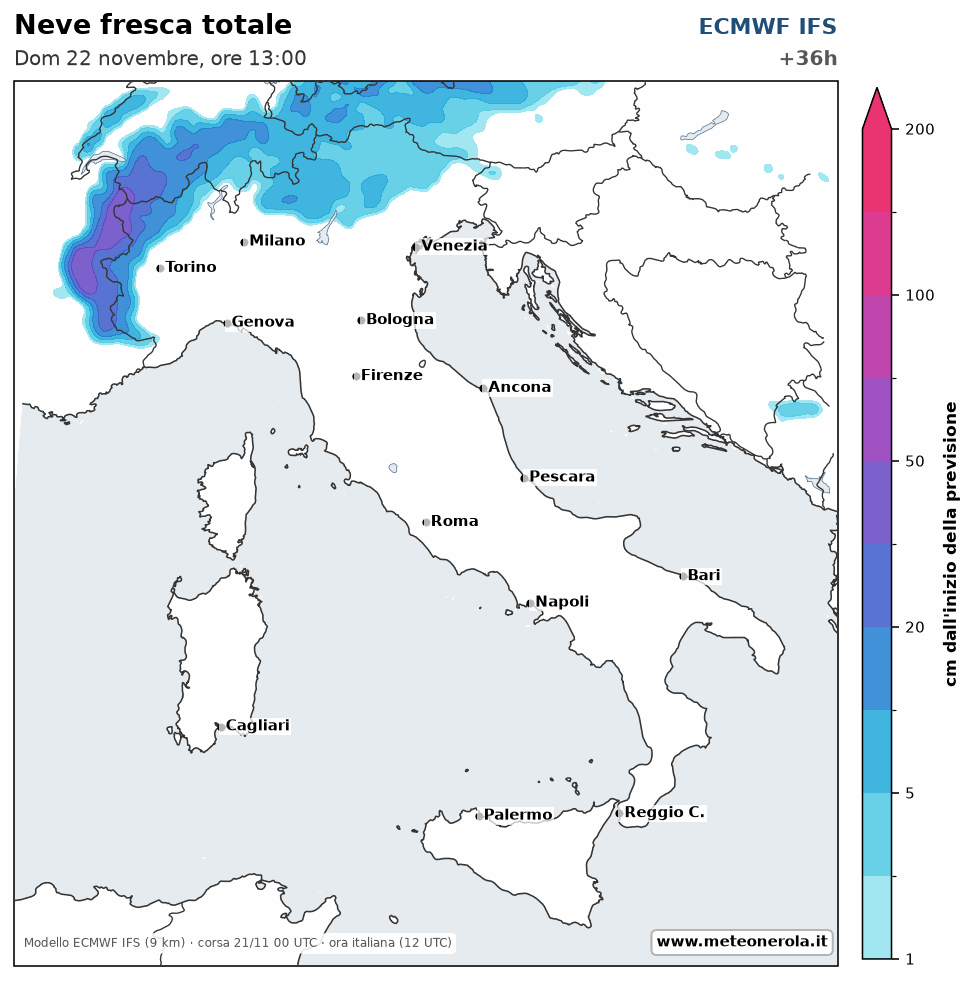 Neve fresca totale
ECMWF IFS
Dom 22 novembre, ore 13:00
+36h
Milano
Venezia
Torino
Genova
Bologna
Firenze
Ancona
Pescara
Roma
Bari
Napoli
Cagliari
Palermo
Reggio C.
200
100
50
20
5
1
cm dall'inizio della previsione
Modello ECMWF IFS (9 km) · corsa 21/11 00 UTC · ora italiana (12 UTC)
www.meteonerola.it